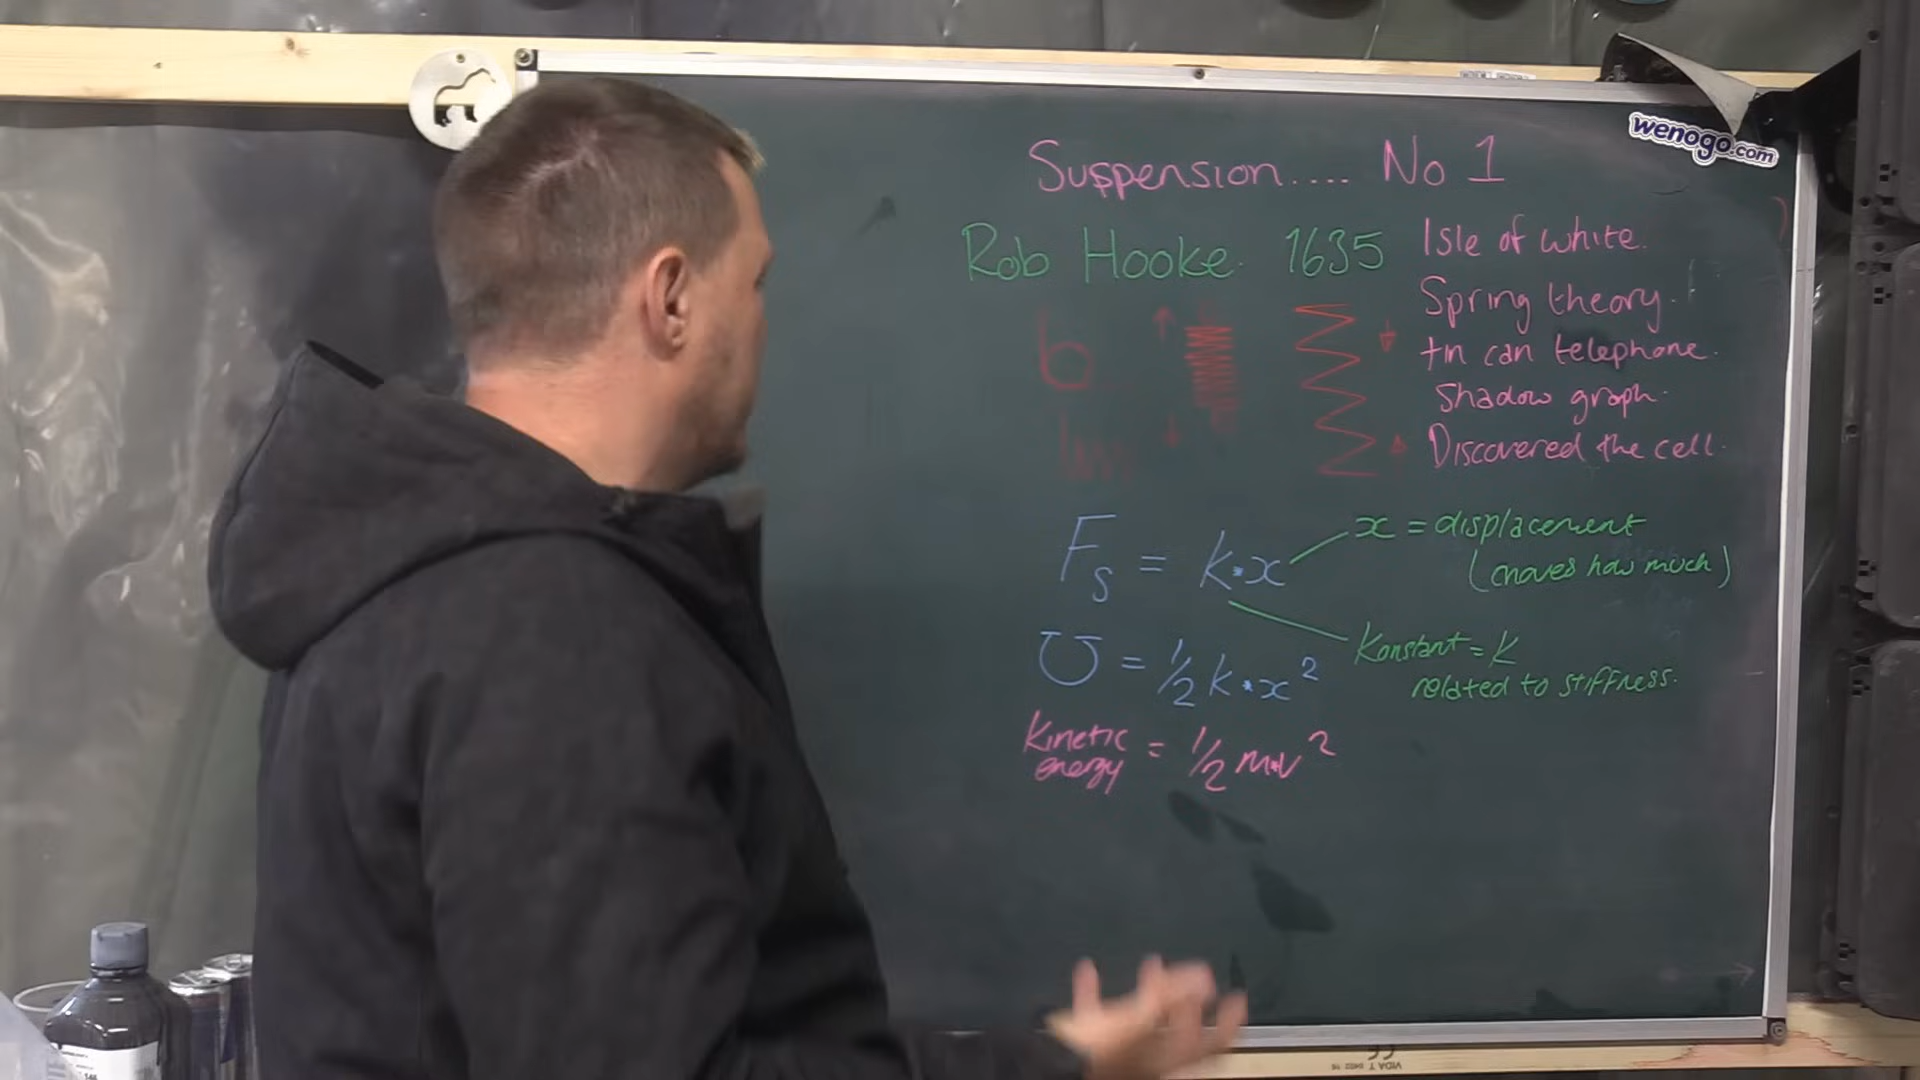 wenogo.com
Suspension.... No 1
Rob Hooke. 1635
Isle of white.
Spring theory.
tin can telephone.
Shadow graph.
Discovered the cell.
Fs = k•x
x = displacement
(moves how much)
Konstant = K
related to stiffness.
U = 1/2 k•x²
Kinetic energy = 1/2 m•v²